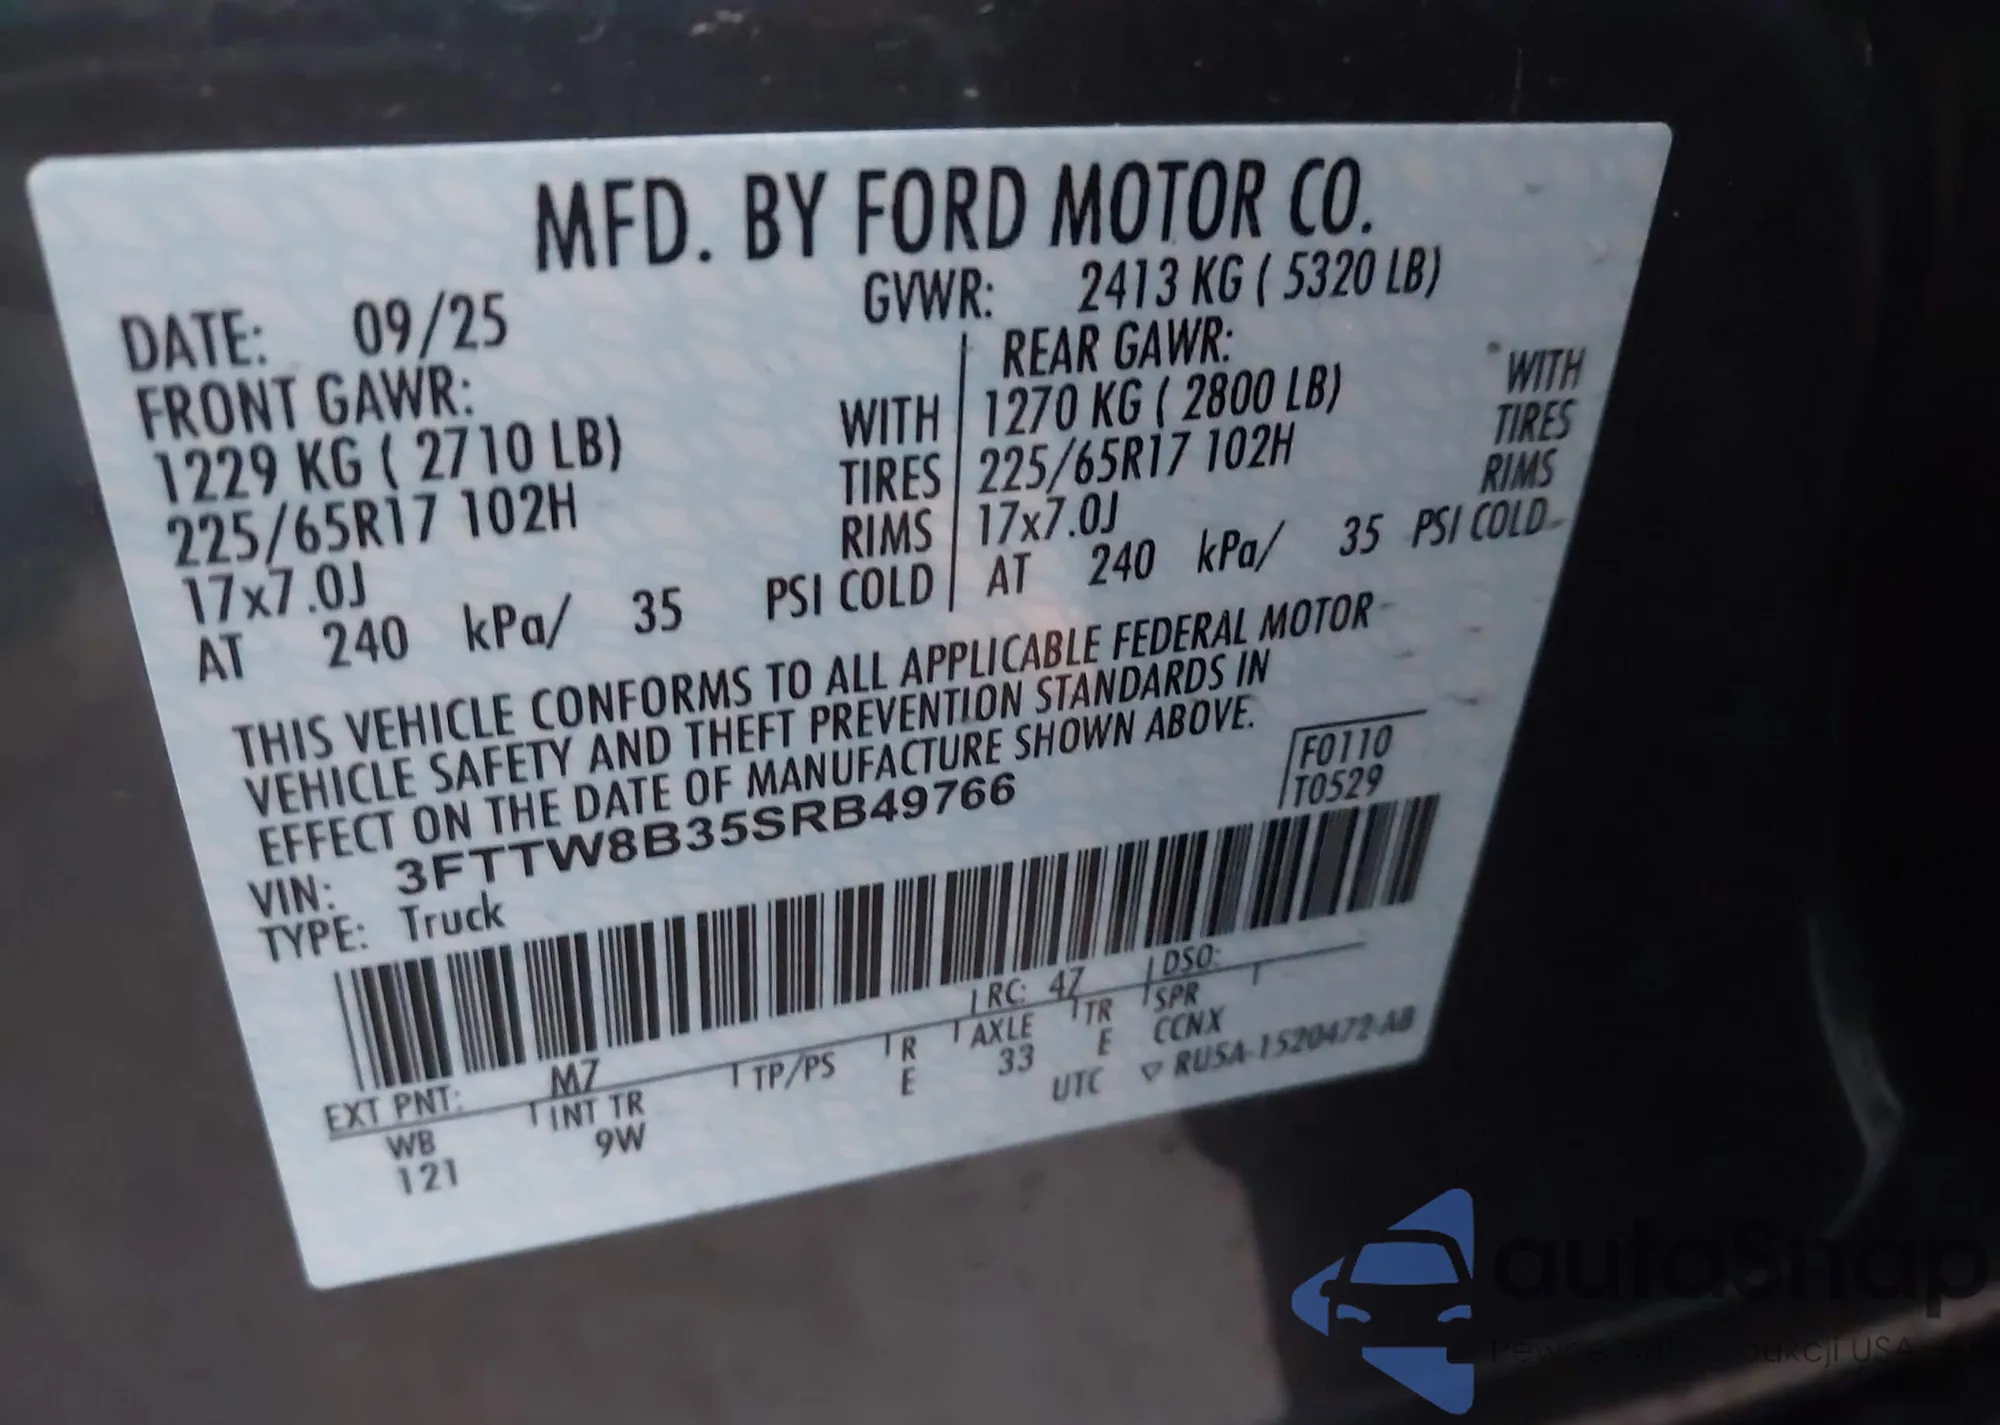 MFD. BY FORD MOTOR CO.
DATE: 09/25 GVWR: 2413 KG ( 5320 LB)
FRONT GAWR: REAR GAWR:
1229 KG ( 2710 LB) WITH 1270 KG ( 2800 LB) WITH
225/65R17 102H TIRES 225/65R17 102H TIRES
17x7.0J RIMS 17x7.0J RIMS
AT 240 kPa/ 35 PSI COLD AT 240 kPa/ 35 PSI COLD
THIS VEHICLE CONFORMS TO ALL APPLICABLE FEDERAL MOTOR
VEHICLE SAFETY AND THEFT PREVENTION STANDARDS IN
EFFECT ON THE DATE OF MANUFACTURE SHOWN ABOVE.
F0110
T0529
VIN: 3FTTW8B35SRB49766
TYPE: Truck
EXT PNT: M7 RC: 47 DSO:
WB INT TR TP/PS R AXLE TR SPR
121 9W E 33 E CCNX
UTC ▽ RU5A-1520472-AB
autoSnap
USA